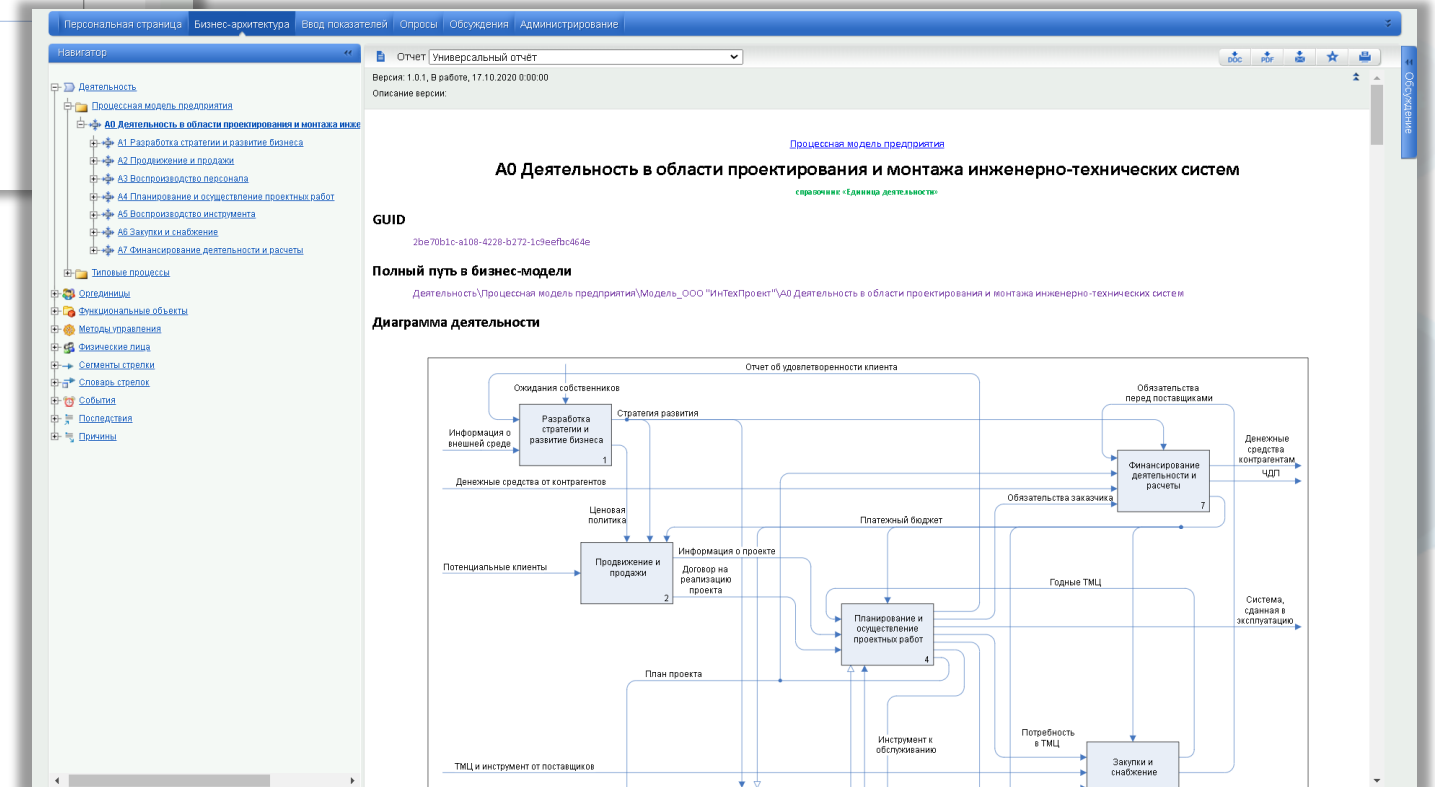 Персональная страница Бизнес-архитектура Ввод показателей Опросы Обсуждения Администрирование
Навигатор
Деятельность
Процессная модель предприятия
А0 Деятельность в области проектирования и монтажа инже
А1 Разработка стратегии и развитие бизнеса
А2 Продвижение и продажи
А3 Воспроизводство персонала
А4 Планирование и осуществление проектных работ
А5 Воспроизводство инструмента
А6 Закупки и снабжение
А7 Финансирование деятельности и расчеты
Типовые процессы
Оргединицы
Функциональные объекты
Методы управления
Физические лица
Сегменты стрелки
Словарь стрелок
События
Последствия
Причины
Отчет Универсальный отчёт
DOC PDF
Обсуждение
Версия: 1.0.1, В работе, 17.10.2020 0:00:00
Описание версии:
Процессная модель предприятия
А0 Деятельность в области проектирования и монтажа инженерно-технических систем
справочник «Единица деятельности»
GUID
2be70b1c-a108-4228-b272-1c9eefbc464e
Полный путь в бизнес-модели
Деятельность\Процессная модель предприятия\Модель_ООО "ИнТехПроект"\А0 Деятельность в области проектирования и монтажа инженерно-технических систем
Диаграмма деятельности
Отчет об удовлетворенности клиента
Ожидания собственников
Обязательства
перед поставщиками
Разработка
стратегии и
развитие бизнеса
1
Стратегия развития
Информация о
внешней среде
Денежные
средства
контрагентам
ЧДП
Финансирование
деятельности и
расчеты
7
Денежные средства от контрагентов
Обязательства заказчика
Ценовая
политика
Платежный бюджет
Продвижение и
продажи
2
Информация о проекте
Потенциальные клиенты
Договор на
реализацию
проекта
Годные ТМЦ
Система,
сданная в
эксплуатацию
Планирование и
осуществление
проектных работ
4
План проекта
Инструмент к
обслуживанию
Потребность
в ТМЦ
Закупки и
снабжение
ТМЦ и инструмент от поставщиков